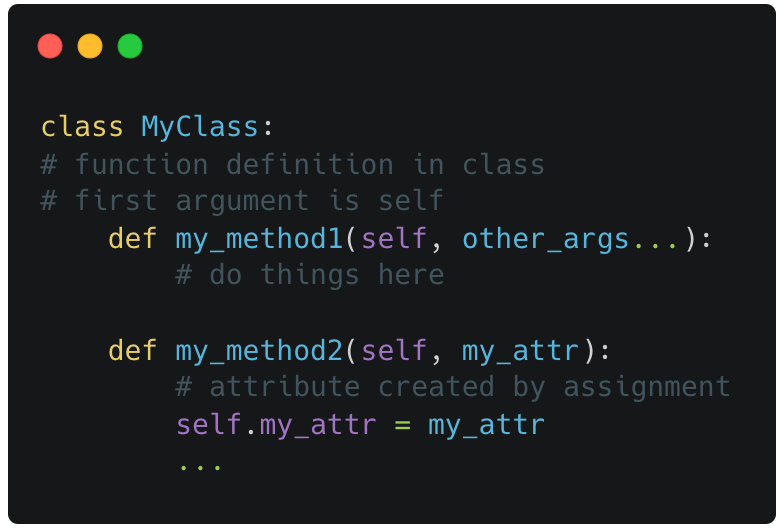 class MyClass:
# function definition in class
# first argument is self
    def my_method1(self, other_args...):
        # do things here

    def my_method2(self, my_attr):
        # attribute created by assignment
        self.my_attr = my_attr
        ...